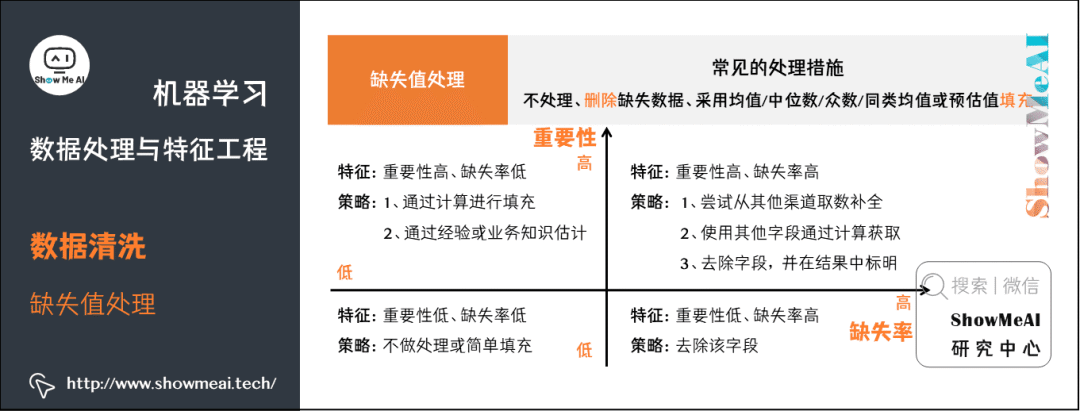 Show Me AI
机器学习
数据处理与特征工程
数据清洗
缺失值处理
http://www.showmeai.tech/
缺失值处理
常见的处理措施
不处理、删除缺失数据、采用均值/中位数/众数/同类均值或预估值填充
ShowMeAI
重要性
高
特征: 重要性高、缺失率低
策略: 1、通过计算进行填充
2、通过经验或业务知识估计
低
特征: 重要性高、缺失率高
策略: 1、尝试从其他渠道取数补全
2、使用其他字段通过计算获取
3、去除字段，并在结果中标明
特征: 重要性低、缺失率低
策略: 不做处理或简单填充
低
特征: 重要性低、缺失率高
策略: 去除该字段
高
缺失率
搜索 | 微信
ShowMeAI
研究中心